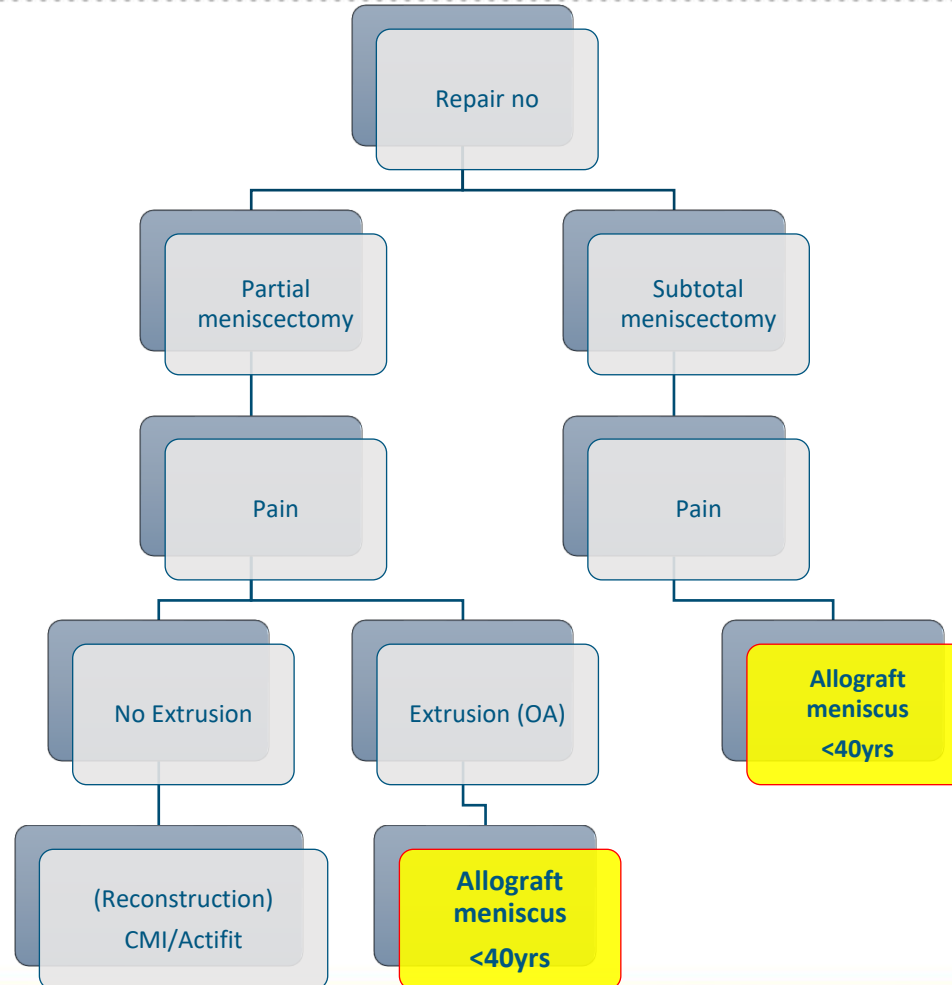 Repair no
Partial
meniscectomy
Subtotal
meniscectomy
Pain
Pain
No Extrusion
Extrusion (OA)
Allograft
meniscus
<40yrs
(Reconstruction)
CMI/Actifit
Allograft
meniscus
<40yrs